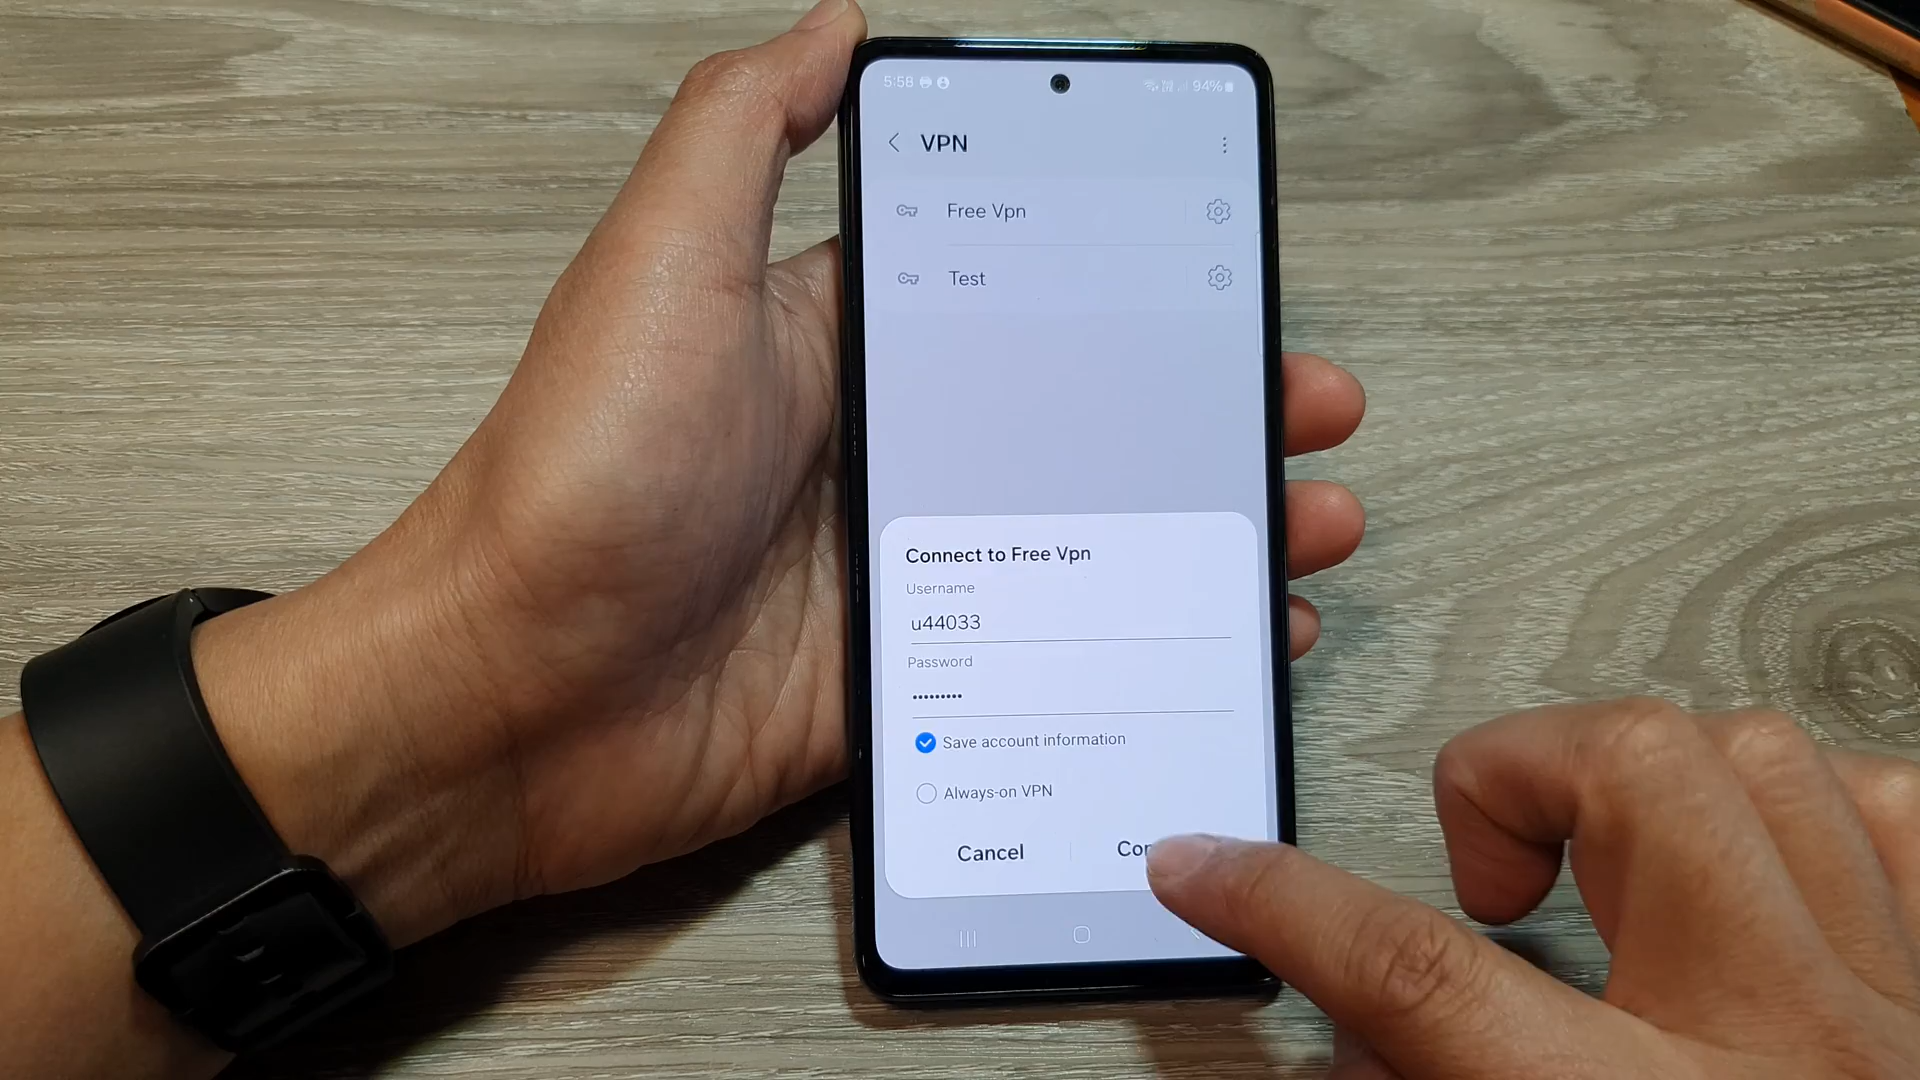 5:58 94%
VPN
Free Vpn
Test
Connect to Free Vpn
Username
u44033
Password
•••••••••
Save account information
Always-on VPN
Cancel